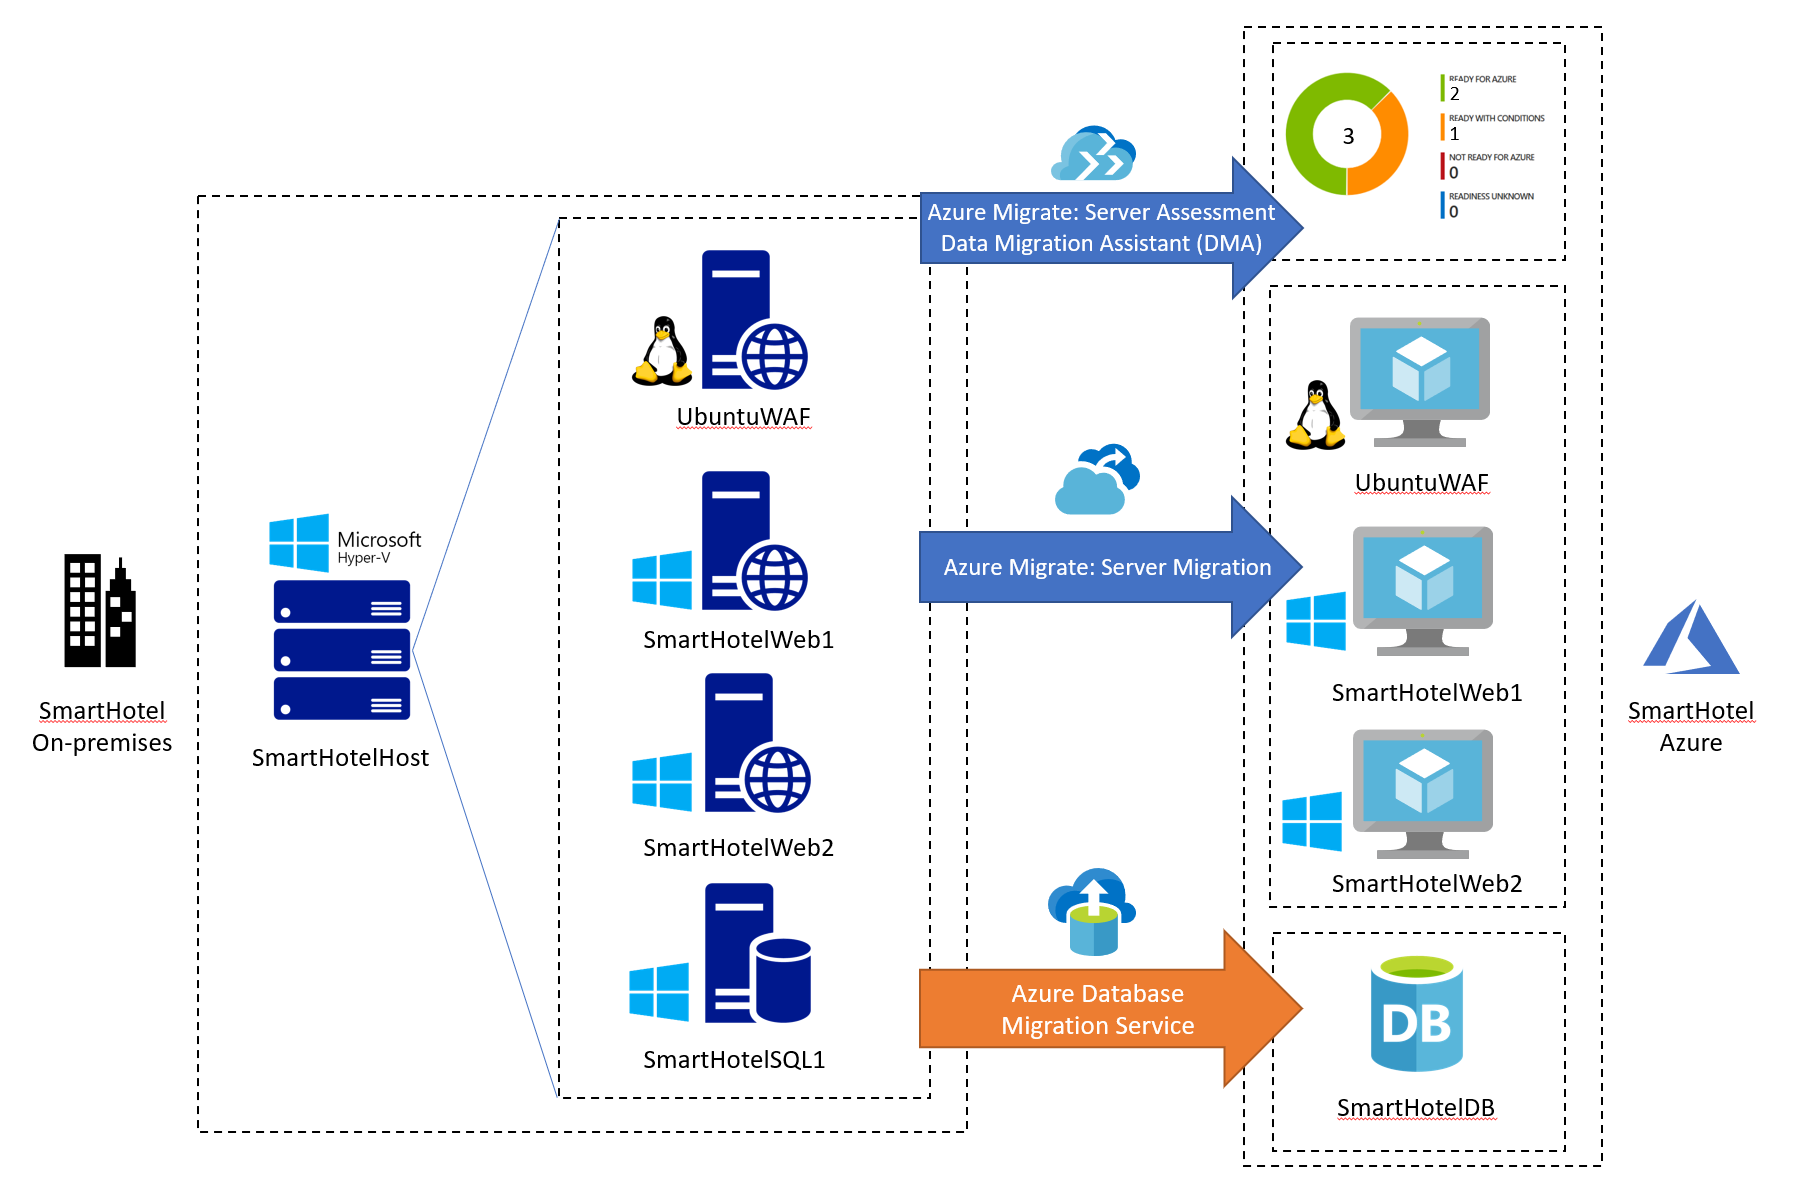 SmartHotel
On-premises
Microsoft
Hyper-V
SmartHotelHost
UbuntuWAF
SmartHotelWeb1
SmartHotelWeb2
SmartHotelSQL1
Azure Migrate: Server Assessment
Data Migration Assistant (DMA)
Azure Migrate: Server Migration
Azure Database
Migration Service
3
READY FOR AZURE
2
READY WITH CONDITIONS
1
NOT READY FOR AZURE
0
READINESS UNKNOWN
0
UbuntuWAF
SmartHotelWeb1
SmartHotelWeb2
DB
SmartHotelDB
SmartHotel
Azure